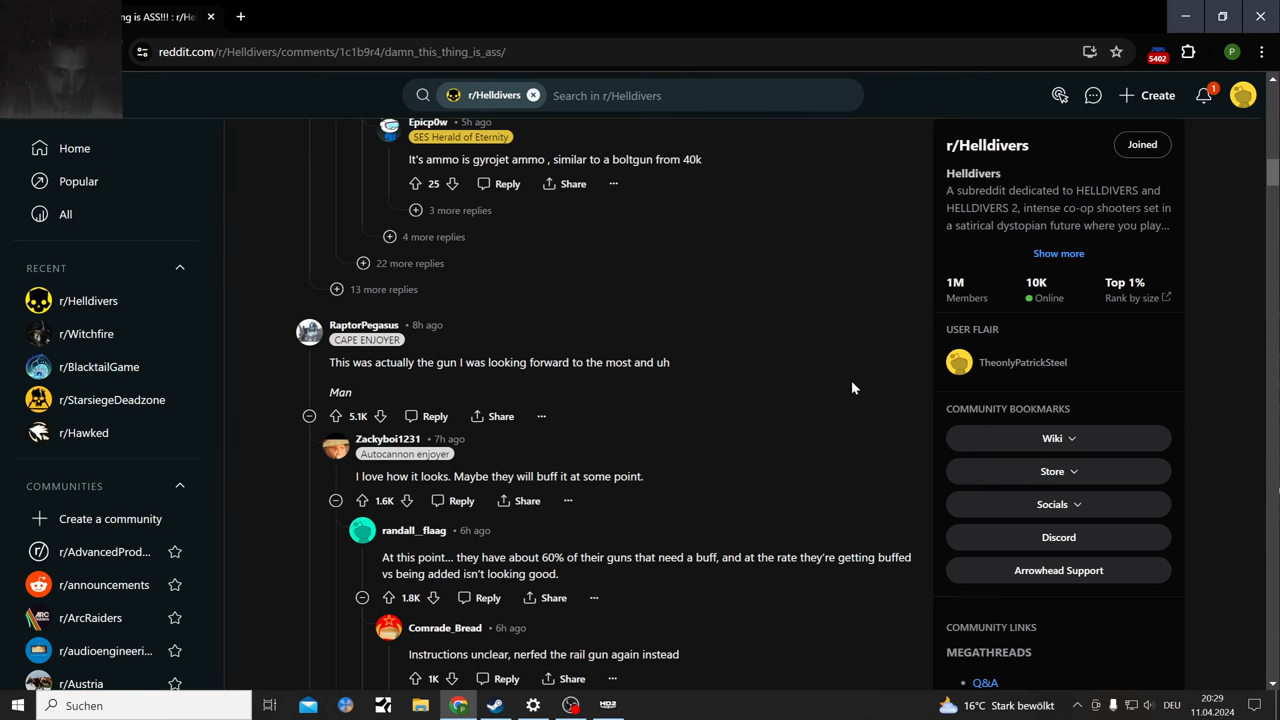 ng is ASS!!! : r/He
reddit.com/r/Helldivers/comments/1c1b9r4/damn_this_thing_is_ass/
5402
P
r/Helldivers
Search in r/Helldivers
Create
1
Home
Popular
All
RECENT
r/Helldivers
r/Witchfire
r/BlacktailGame
r/StarsiegeDeadzone
r/Hawked
COMMUNITIES
Create a community
r/AdvancedProd...
r/announcements
r/ArcRaiders
r/audioengineeri...
r/Austria
Epicp0w • 5h ago
SES Herald of Eternity
It's ammo is gyrojet ammo , similar to a boltgun from 40k
25 Reply Share ...
3 more replies
4 more replies
22 more replies
13 more replies
RaptorPegasus • 8h ago
CAPE ENJOYER
This was actually the gun I was looking forward to the most and uh
Man
5.1K Reply Share ...
Zackyboi1231 • 7h ago
Autocannon enjoyer
I love how it looks. Maybe they will buff it at some point.
1.6K Reply Share ...
randall__flaag • 6h ago
At this point... they have about 60% of their guns that need a buff, and at the rate they're getting buffed
vs being added isn't looking good.
1.8K Reply Share ...
Comrade_Bread • 6h ago
Instructions unclear, nerfed the rail gun again instead
1K Reply Share ...
r/Helldivers
Joined
Helldivers
A subreddit dedicated to HELLDIVERS and
HELLDIVERS 2, intense co-op shooters set in
a satirical dystopian future where you play...
Show more
1M 10K Top 1%
Members Online Rank by size
USER FLAIR
TheonlyPatrickSteel
COMMUNITY BOOKMARKS
Wiki
Store
Socials
Discord
Arrowhead Support
COMMUNITY LINKS
MEGATHREADS
Q&A
Suchen
HD2
16°C Stark bewölkt
DEU
20:29
11.04.2024